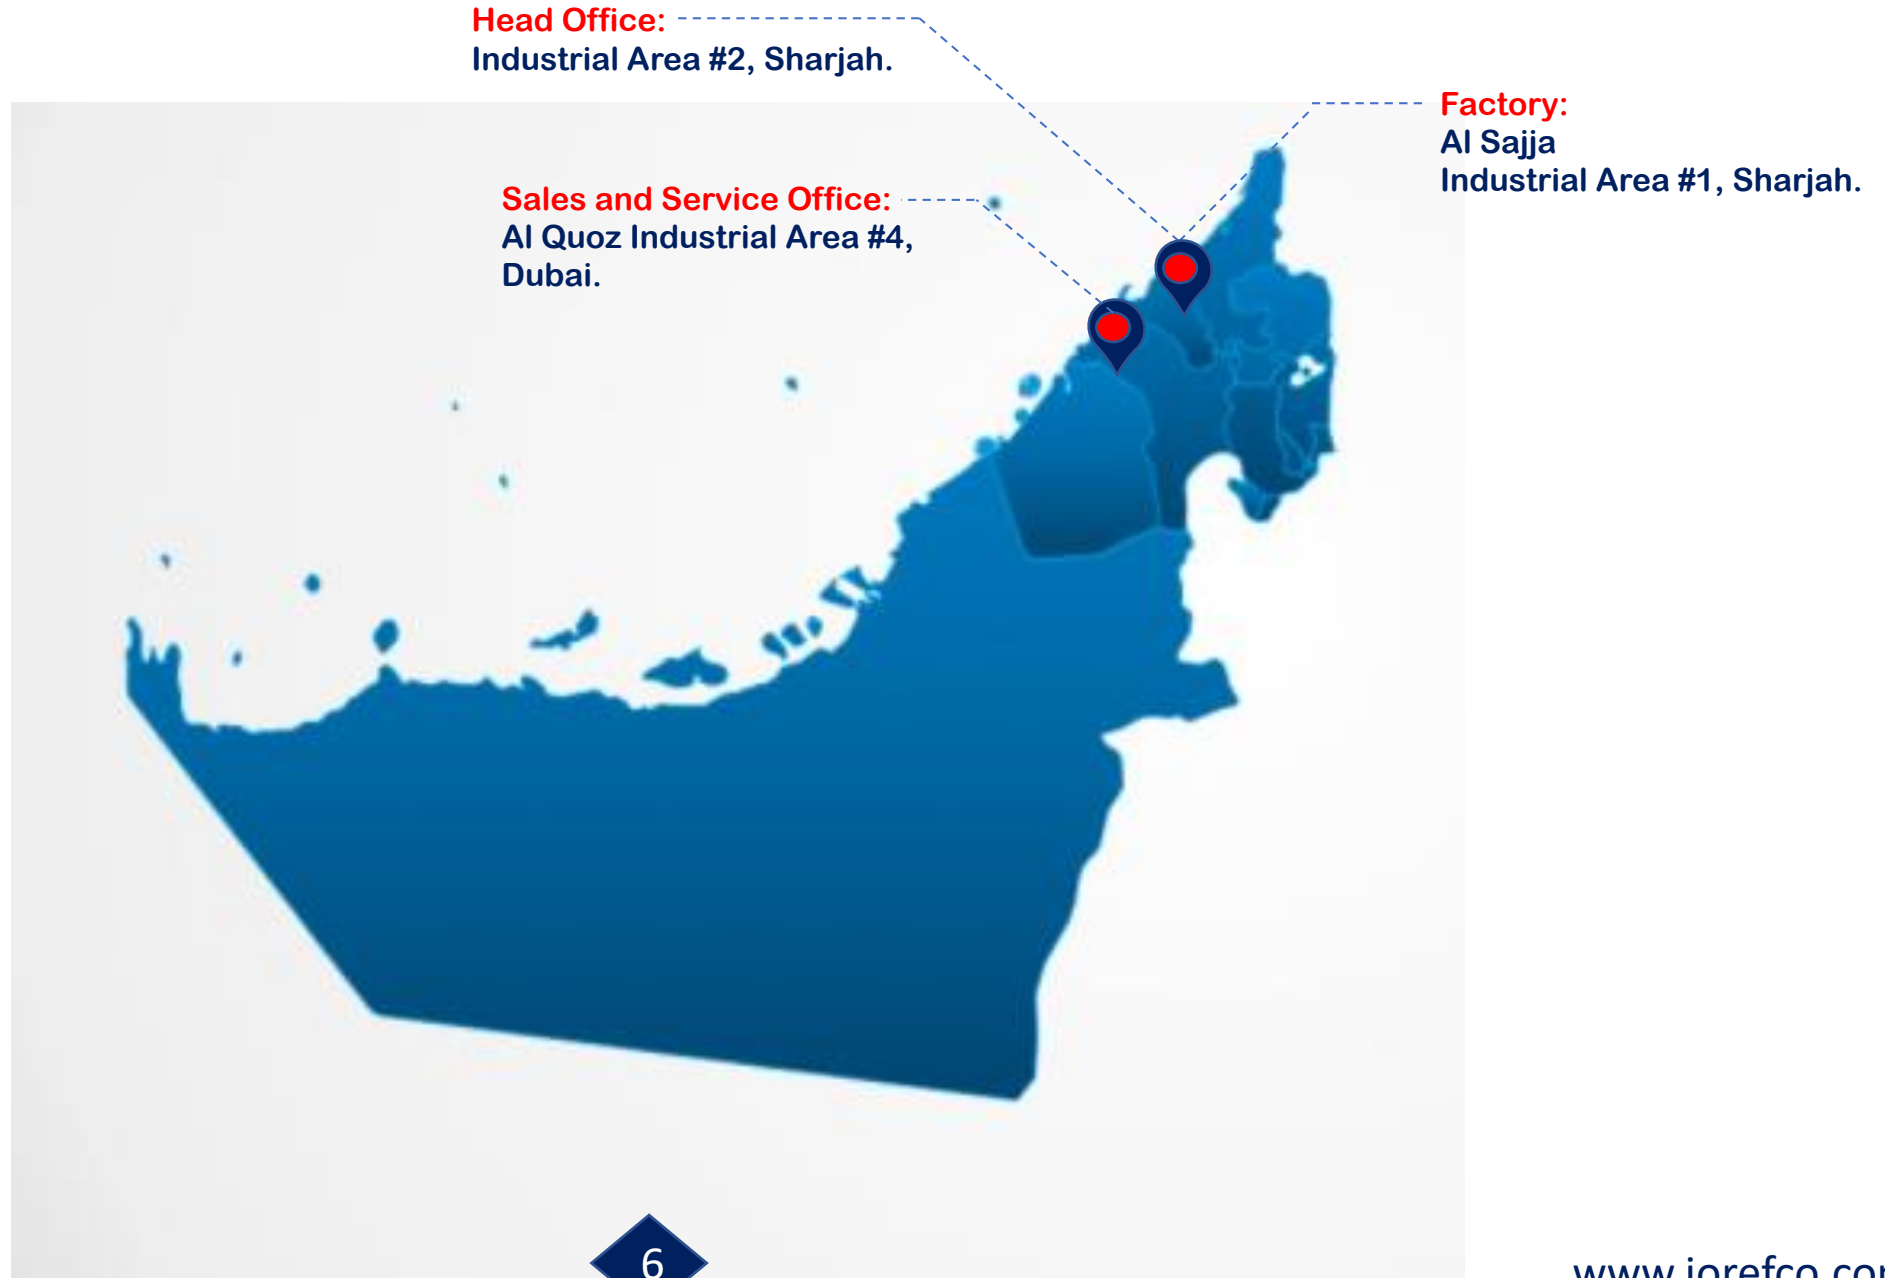 Head Office:
Industrial Area #2, Sharjah.
Factory:
Al Sajja
Industrial Area #1, Sharjah.
Sales and Service Office:
Al Quoz Industrial Area #4,
Dubai.
6